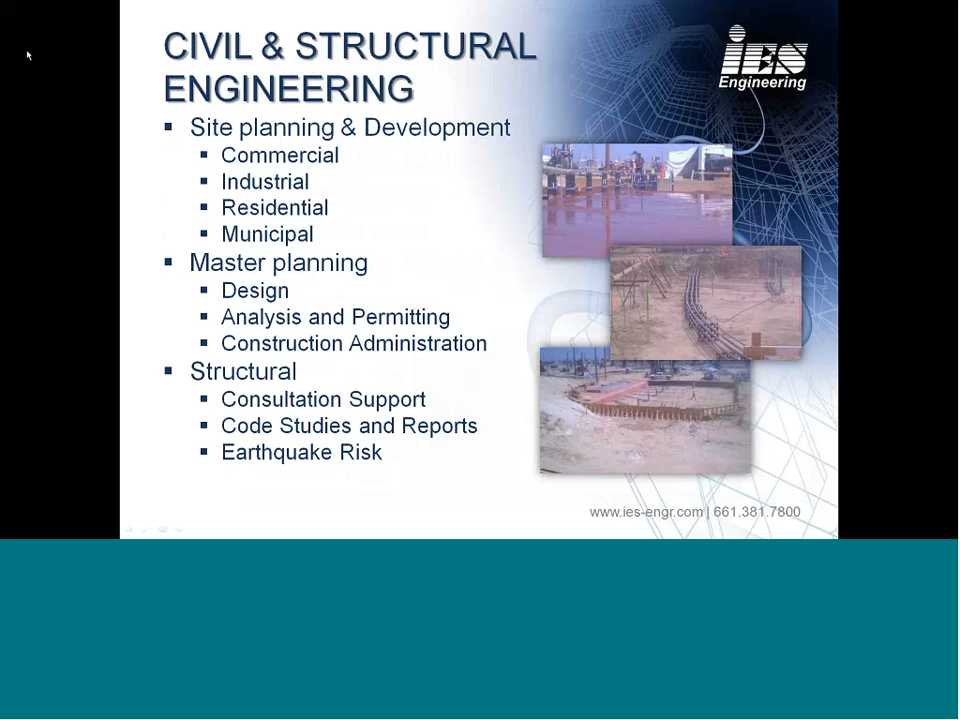 CIVIL & STRUCTURAL
ENGINEERING
iES
Engineering
▪ Site planning & Development
▪ Commercial
▪ Industrial
▪ Residential
▪ Municipal
▪ Master planning
▪ Design
▪ Analysis and Permitting
▪ Construction Administration
▪ Structural
▪ Consultation Support
▪ Code Studies and Reports
▪ Earthquake Risk
www.ies-engr.com | 661.381.7800